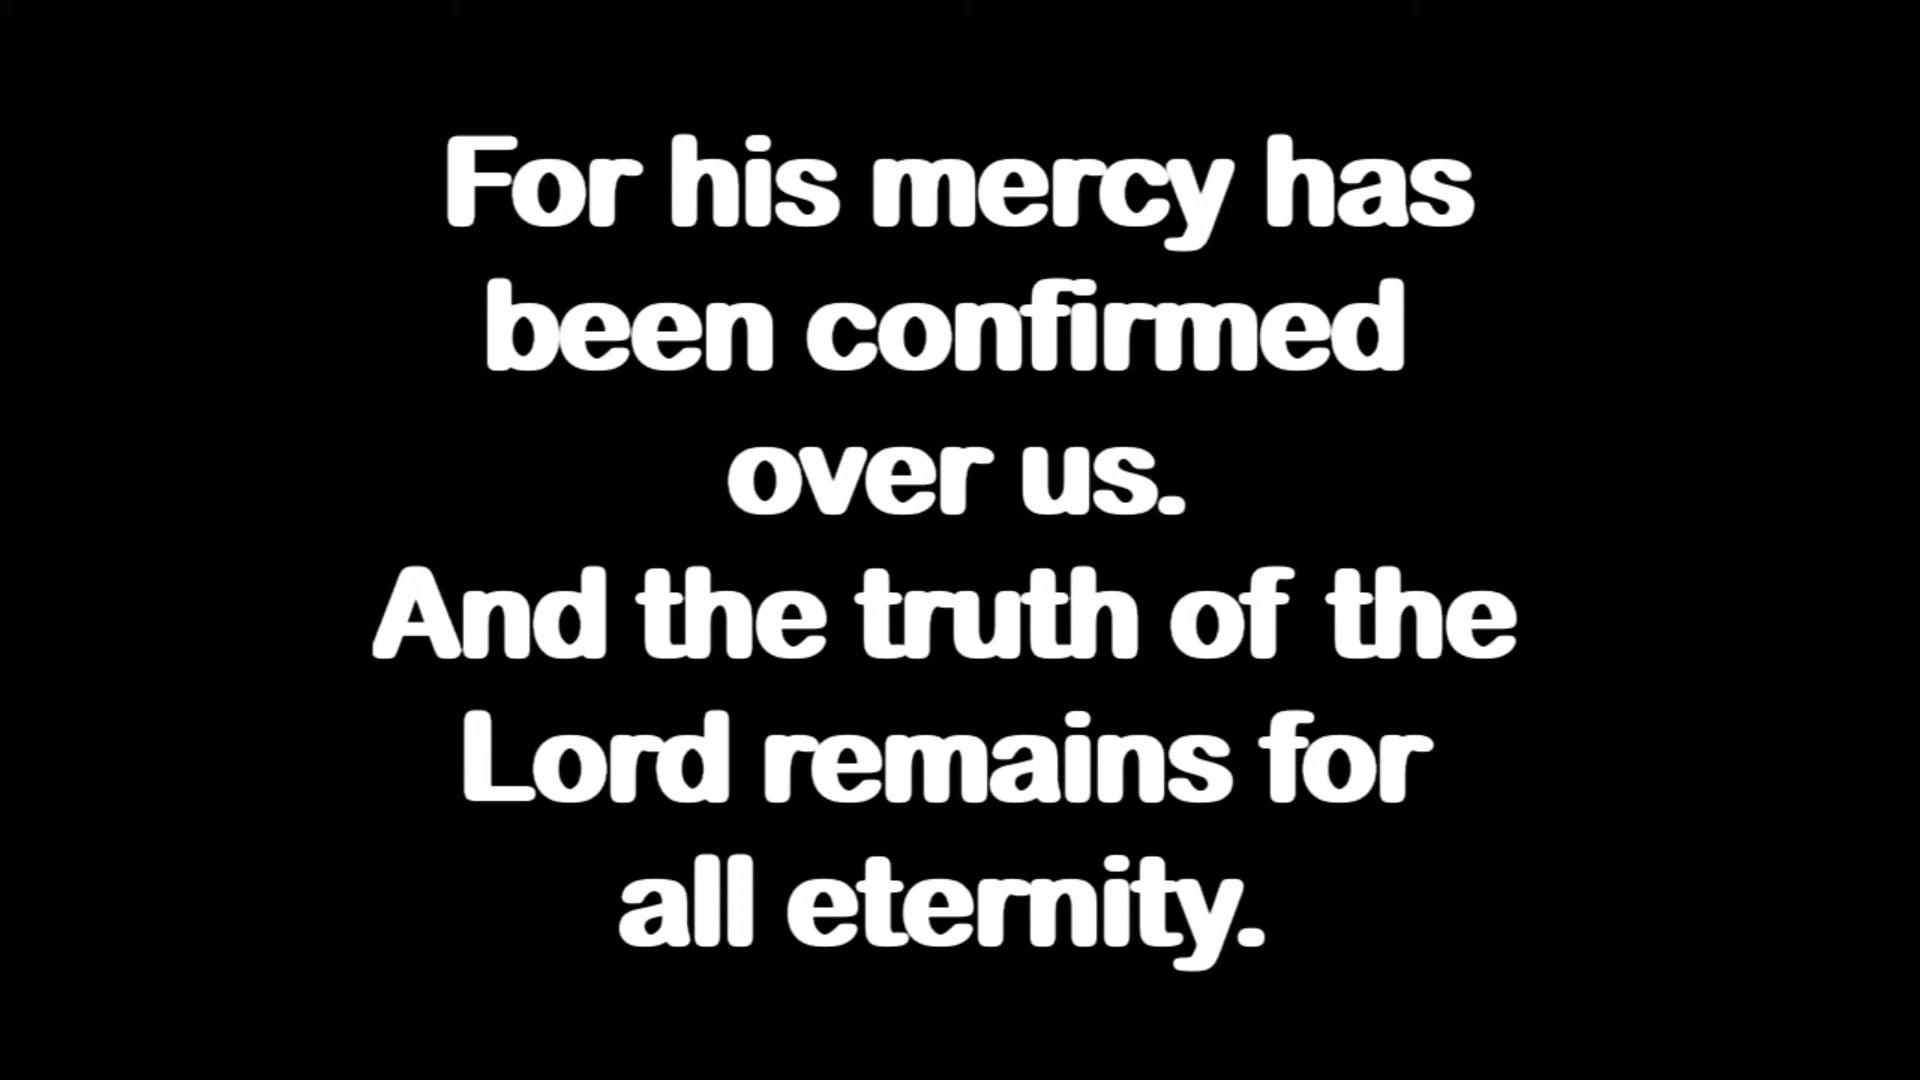 For his mercy has
been confirmed
over us.
And the truth of the
Lord remains for
all eternity.